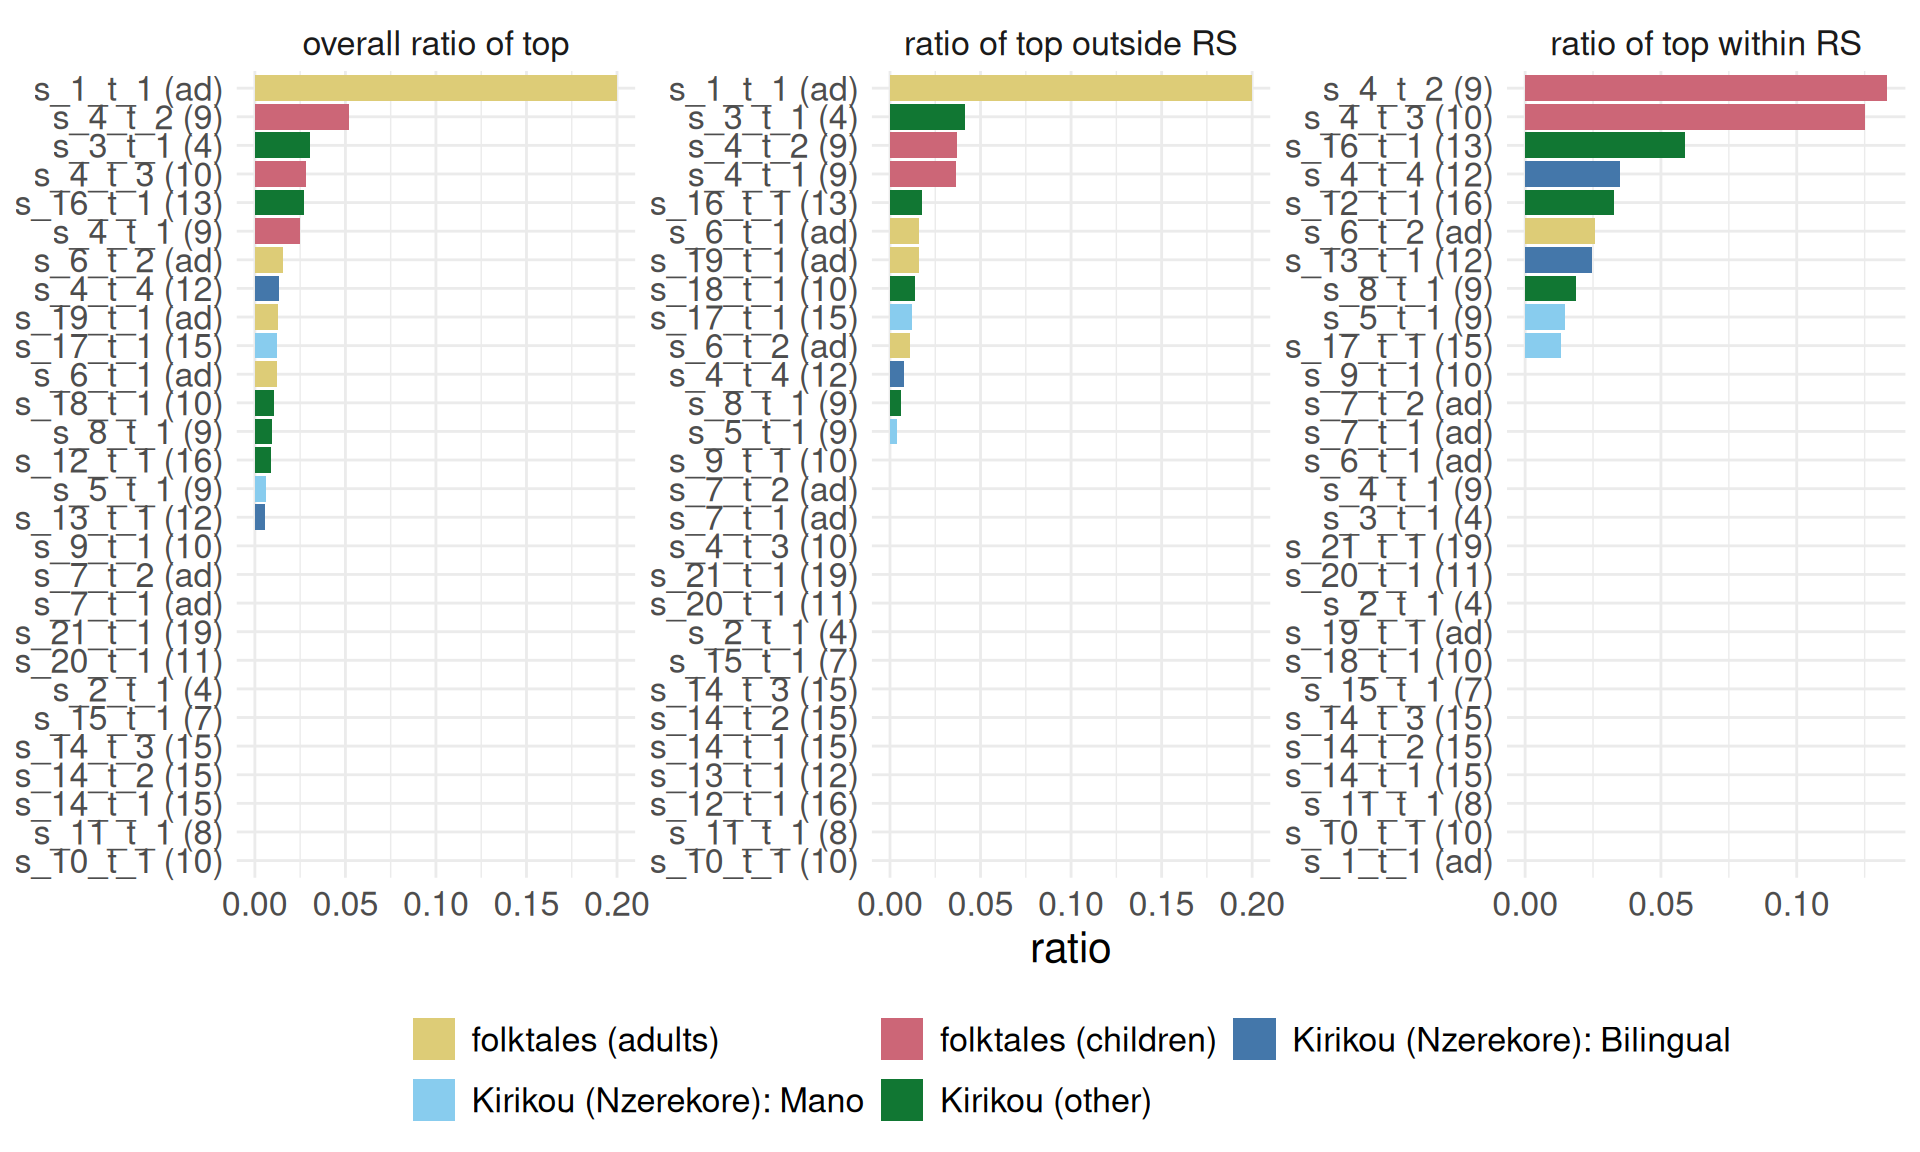 overall ratio of top
s_1_t_1 (ad)
s_4_t_2 (9)
s_3_t_1 (4)
s_4_t_3 (10)
s_16_t_1 (13)
s_4_t_1 (9)
s_6_t_2 (ad)
s_4_t_4 (12)
s_19_t_1 (ad)
s_17_t_1 (15)
s_6_t_1 (ad)
s_18_t_1 (10)
s_8_t_1 (9)
s_12_t_1 (16)
s_5_t_1 (9)
s_13_t_1 (12)
s_9_t_1 (10)
s_7_t_2 (ad)
s_7_t_1 (ad)
s_21_t_1 (19)
s_20_t_1 (11)
s_2_t_1 (4)
s_15_t_1 (7)
s_14_t_3 (15)
s_14_t_2 (15)
s_14_t_1 (15)
s_11_t_1 (8)
s_10_t_1 (10)
0.00 0.05 0.10 0.15 0.20
ratio of top outside RS
s_1_t_1 (ad)
s_3_t_1 (4)
s_4_t_2 (9)
s_4_t_1 (9)
s_16_t_1 (13)
s_6_t_1 (ad)
s_19_t_1 (ad)
s_18_t_1 (10)
s_17_t_1 (15)
s_6_t_2 (ad)
s_4_t_4 (12)
s_8_t_1 (9)
s_5_t_1 (9)
s_9_t_1 (10)
s_7_t_2 (ad)
s_7_t_1 (ad)
s_4_t_3 (10)
s_21_t_1 (19)
s_20_t_1 (11)
s_2_t_1 (4)
s_15_t_1 (7)
s_14_t_3 (15)
s_14_t_2 (15)
s_14_t_1 (15)
s_13_t_1 (12)
s_12_t_1 (16)
s_11_t_1 (8)
s_10_t_1 (10)
0.00 0.05 0.10 0.15 0.20
ratio of top within RS
s_4_t_2 (9)
s_4_t_3 (10)
s_16_t_1 (13)
s_4_t_4 (12)
s_12_t_1 (16)
s_6_t_2 (ad)
s_13_t_1 (12)
s_8_t_1 (9)
s_5_t_1 (9)
s_17_t_1 (15)
s_9_t_1 (10)
s_7_t_2 (ad)
s_7_t_1 (ad)
s_6_t_1 (ad)
s_4_t_1 (9)
s_3_t_1 (4)
s_21_t_1 (19)
s_20_t_1 (11)
s_2_t_1 (4)
s_19_t_1 (ad)
s_18_t_1 (10)
s_15_t_1 (7)
s_14_t_3 (15)
s_14_t_2 (15)
s_14_t_1 (15)
s_11_t_1 (8)
s_10_t_1 (10)
s_1_t_1 (ad)
0.00 0.05 0.10
ratio
folktales (adults)
folktales (children)
Kirikou (Nzerekore): Bilingual
Kirikou (Nzerekore): Mano
Kirikou (other)